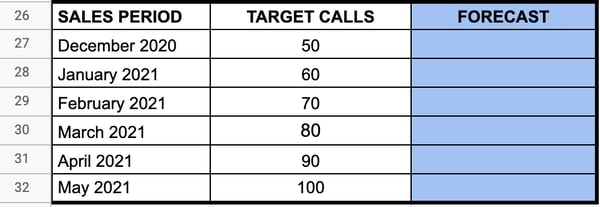 26 SALES PERIOD TARGET CALLS FORECAST
27 December 2020 50
28 January 2021 60
29 February 2021 70
30 March 2021 80
31 April 2021 90
32 May 2021 100